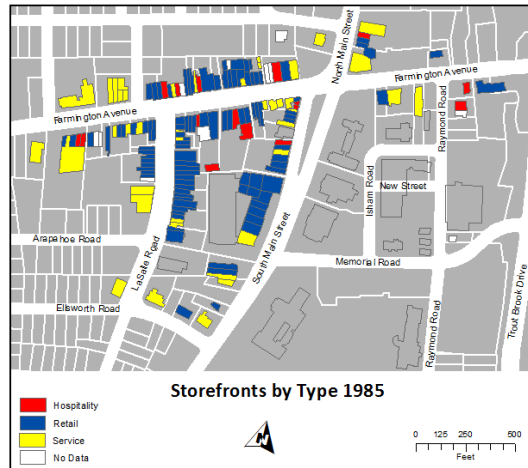 North Main Street
Farmington Avenue
Farmington Avenue
Raymond Road
Isham Road
New Street
Arapahoe Road
LaSalle Road
South Main Street
Memorial Road
Ellsworth Road
Raymond Road
Trout Brook Drive
Storefronts by Type 1985
Hospitality
Retail
Service
No Data
N
0 125 250 500
Feet